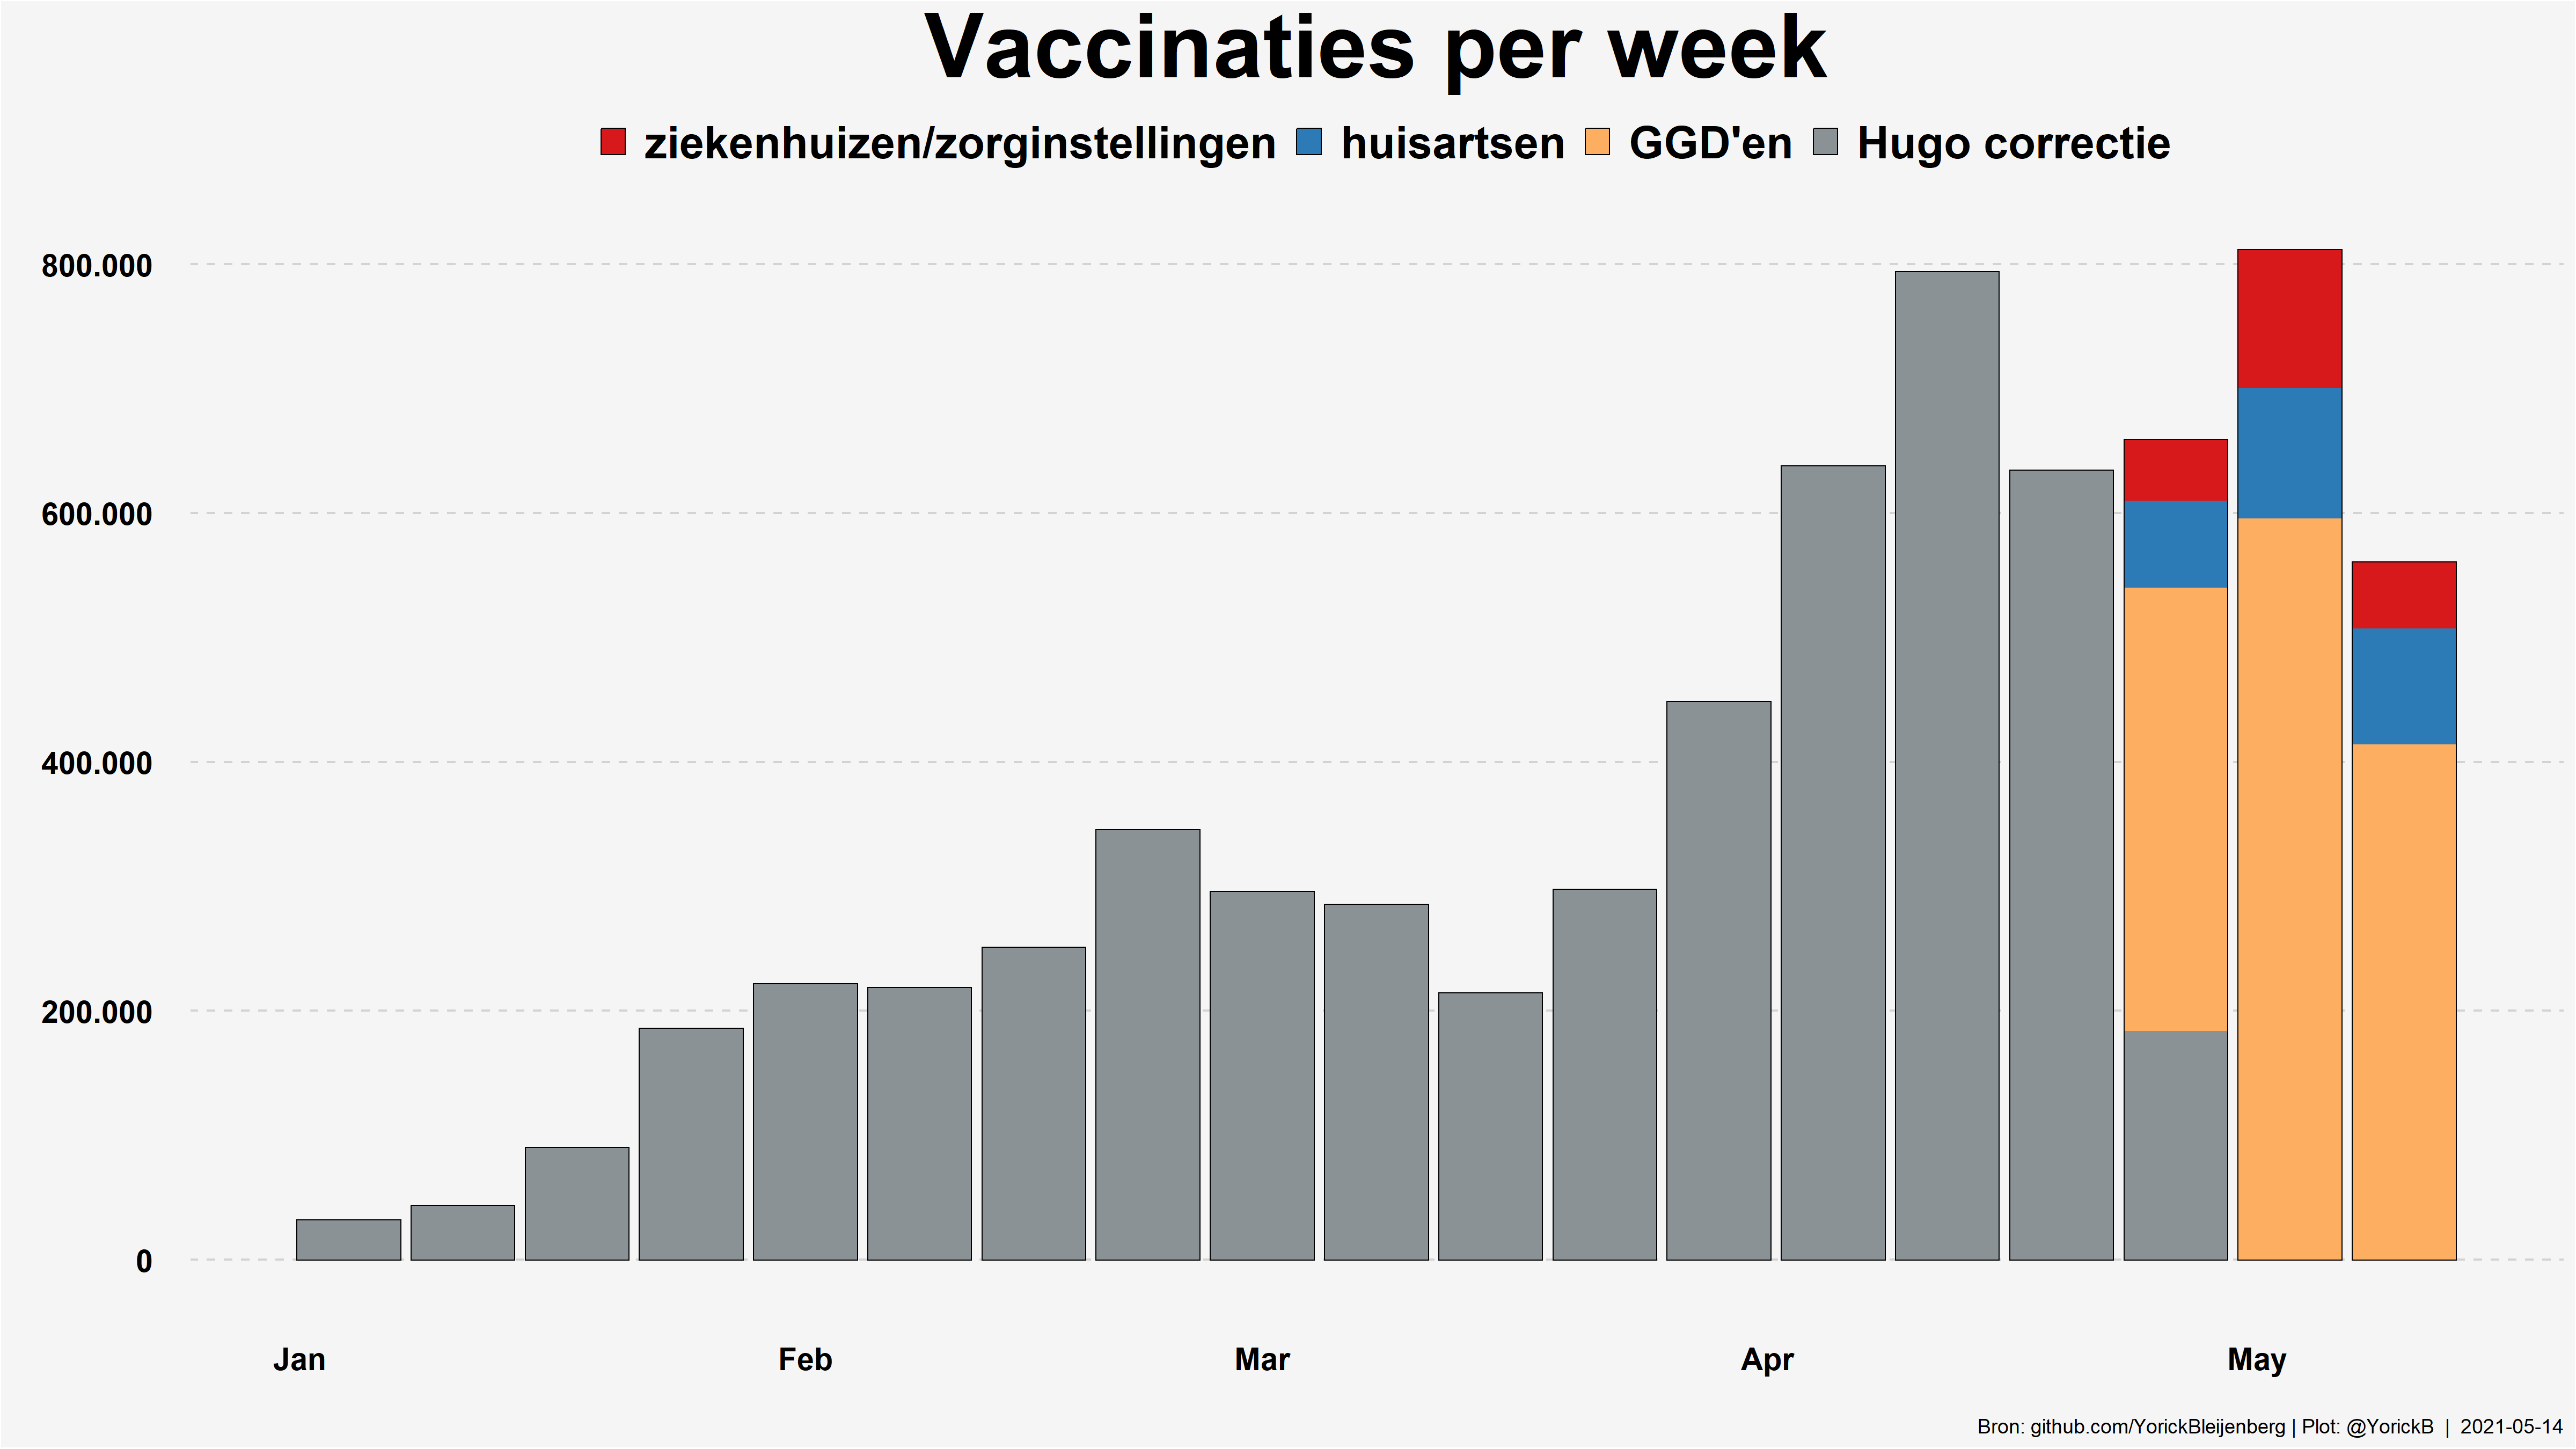 Vaccinaties per week
ziekenhuizen/zorginstellingen huisartsen GGD'en Hugo correctie
800.000
600.000
400.000
200.000
0
Jan Feb Mar Apr May
Bron: github.com/YorickBleijenberg | Plot: @YorickB | 2021-05-14